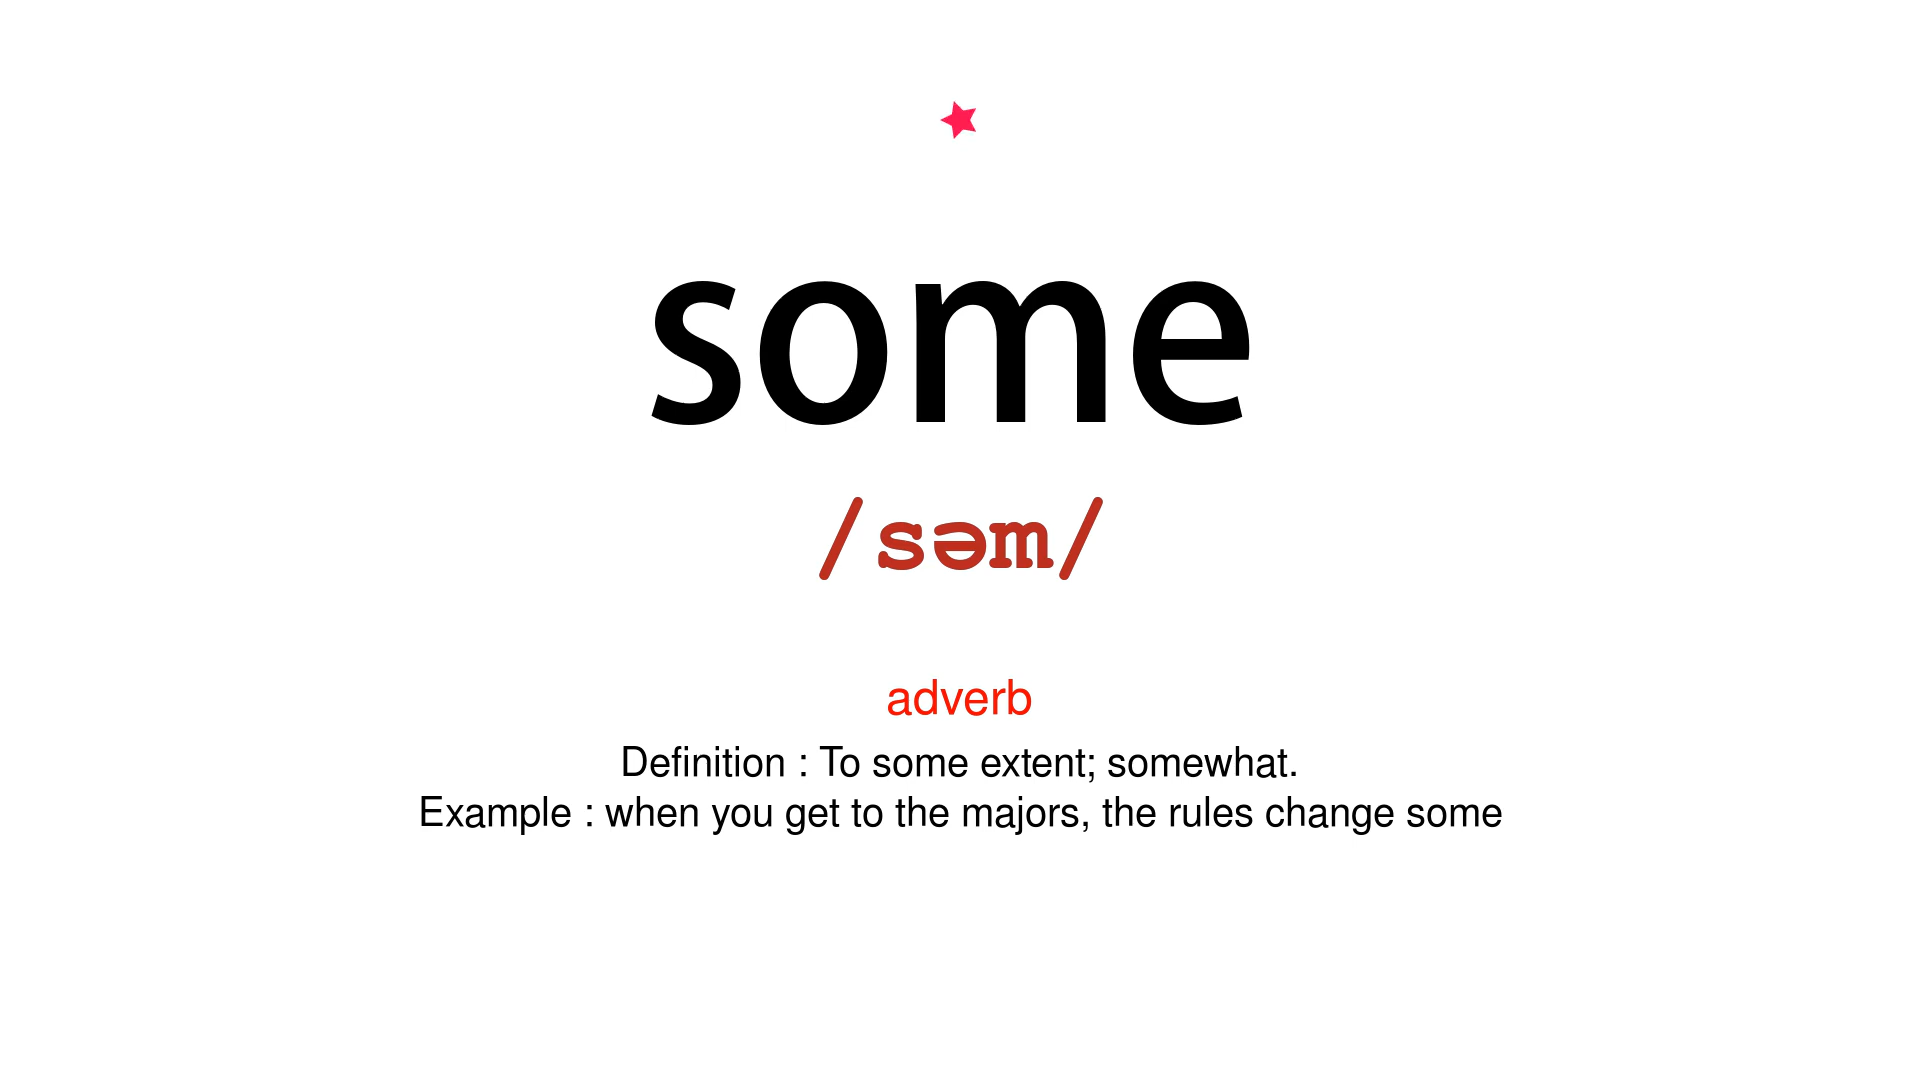 some
/səm/
adverb
Definition : To some extent; somewhat.
Example : when you get to the majors, the rules change some